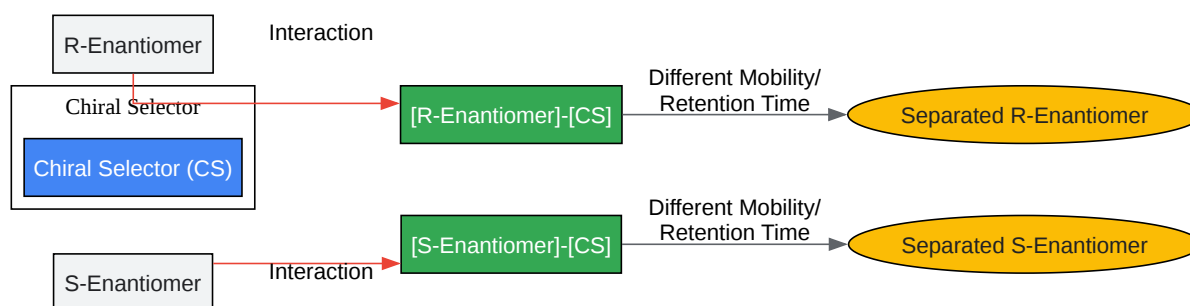 R-Enantiomer
Interaction
Chiral Selector
Chiral Selector (CS)
[R-Enantiomer]-[CS]
Different Mobility/
Retention Time
Separated R-Enantiomer
S-Enantiomer
Interaction
[S-Enantiomer]-[CS]
Different Mobility/
Retention Time
Separated S-Enantiomer